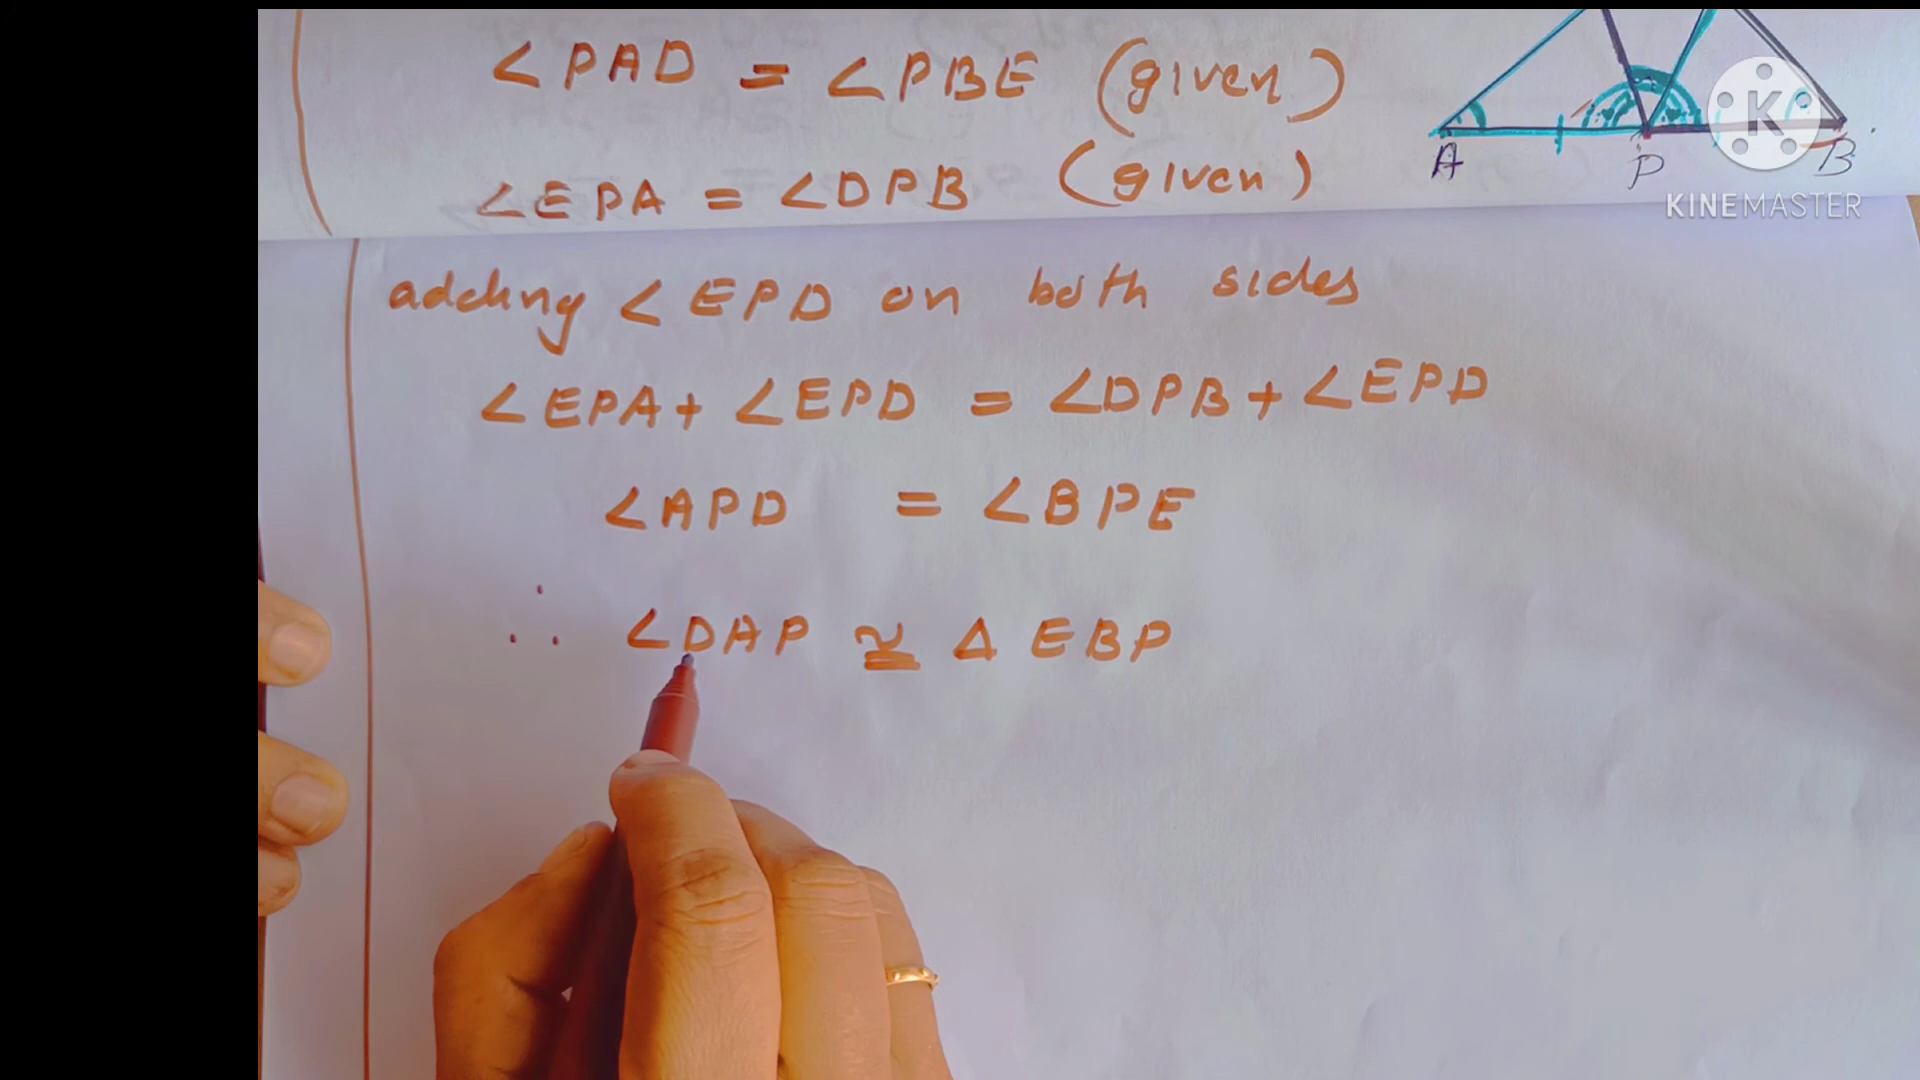 ∠PAD = ∠PBE (given)
∠EPA = ∠DPB (given)
A P B
K
KINEMASTER
adding ∠EPD on both sides
∠EPA + ∠EPD = ∠DPB + ∠EPD
∠APD = ∠BPE
∴ ∠DAP ≅ Δ EBP